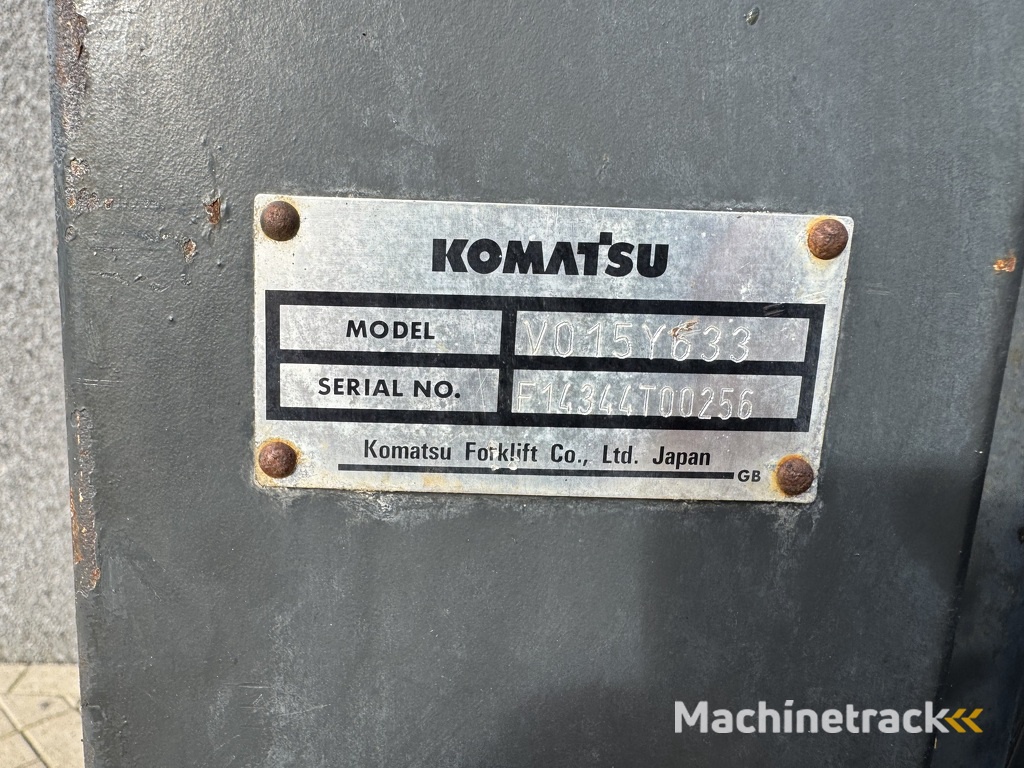 KOMATSU
MODEL V015Y633
SERIAL NO. F14344T00256
Komatsu Forklift Co., Ltd. Japan
GB
Machinetrack